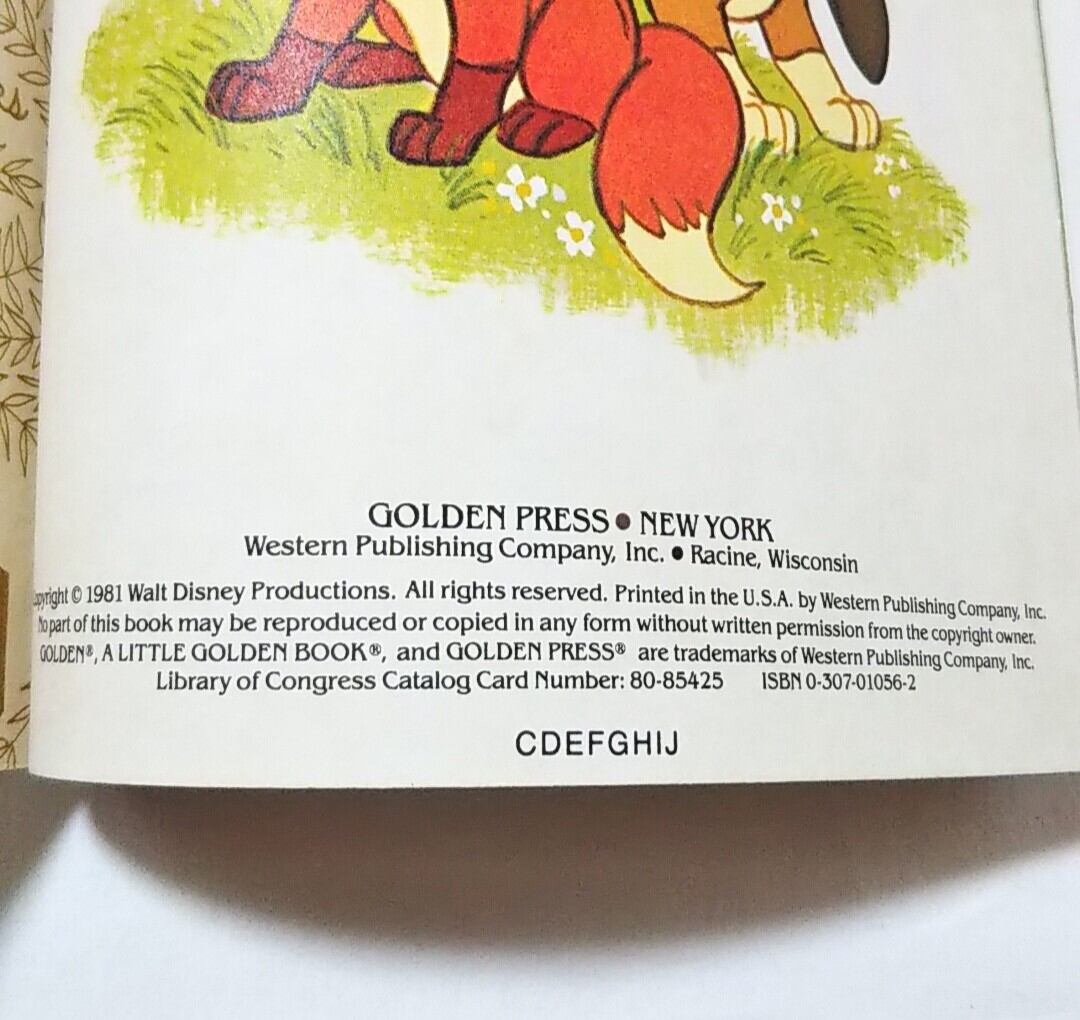 GOLDEN PRESS • NEW YORK
Western Publishing Company, Inc. • Racine, Wisconsin
opyright © 1981 Walt Disney Productions. All rights reserved. Printed in the U.S.A. by Western Publishing Company, Inc.
No part of this book may be reproduced or copied in any form without written permission from the copyright owner.
GOLDEN®, A LITTLE GOLDEN BOOK®, and GOLDEN PRESS® are trademarks of Western Publishing Company, Inc.
Library of Congress Catalog Card Number: 80-85425 ISBN 0-307-01056-2
CDEFGHIJ